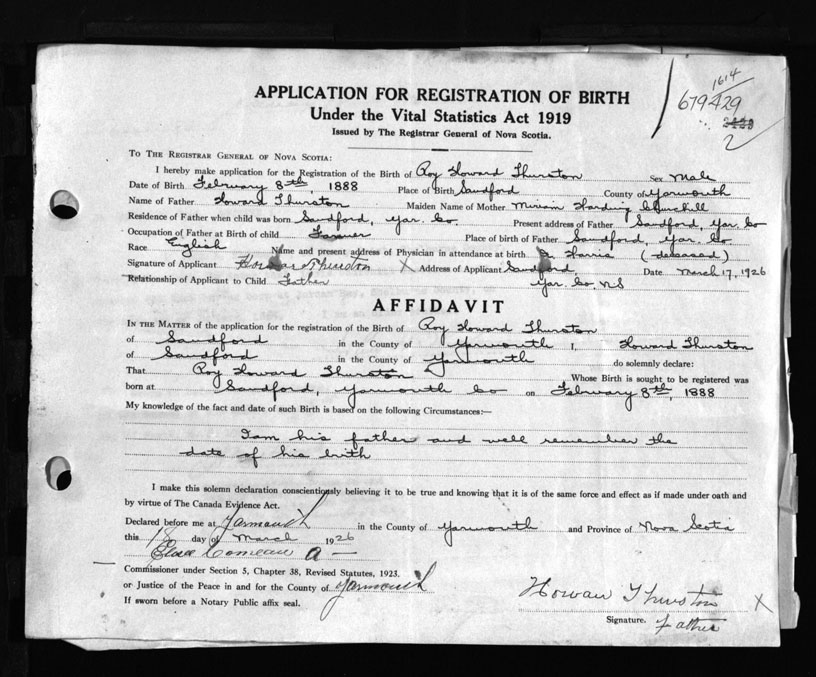 1614
679429
2
APPLICATION FOR REGISTRATION OF BIRTH
Under the Vital Statistics Act 1919
Issued by The Registrar General of Nova Scotia.
TO THE REGISTRAR GENERAL OF NOVA SCOTIA:
I hereby make application for the Registration of the Birth of Roy Howard Thurston Sex Male
Date of Birth February 8th, 1888 Place of Birth Sandford County of Yarmouth
Name of Father Howard Thurston Maiden Name of Mother Miriam Harding Churchill
Residence of Father when child was born Sandford, Yar. Co. Present address of Father Sandford, Yar. Co
Occupation of Father at Birth of child Farmer Place of birth of Father Sandford, Yar. Co
Race English Name and present address of Physician in attendance at birth Harris (deceased)
Signature of Applicant Howard Thurston X Address of Applicant Sandford, Date March 17, 1926
Relationship of Applicant to Child Father Yar. Co NS
AFFIDAVIT
IN THE MATTER of the application for the registration of the Birth of Roy Howard Thurston
of Sandford in the County of Yarmouth I, Howard Thurston
of Sandford in the County of Yarmouth do solemnly declare:
That Roy Howard Thurston Whose Birth is sought to be registered was
born at Sandford, Yarmouth Co on February 8th, 1888
My knowledge of the fact and date of such Birth is based on the following Circumstances:—
I am his father and well remember the
date of his birth
I make this solemn declaration conscientiously believing it to be true and knowing that it is of the same force and effect as if made under oath and
by virtue of The Canada Evidence Act.
Declared before me at Yarmouth in the County of Yarmouth and Province of Nova Scotia
this 18 day of March 1926
Comeau
Commissioner under Section 5, Chapter 38, Revised Statutes, 1923.
or Justice of the Peace in and for the County of Yarmouth
If sworn before a Notary Public affix seal.
Howard Thurston X
Signature. Father